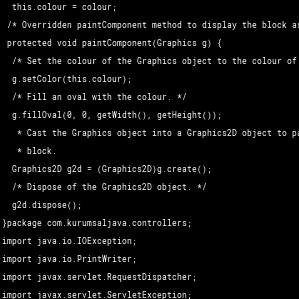 this.colour = colour;
/* Overridden paintComponent method to display the block as
protected void paintComponent(Graphics g) {
/* Set the colour of the Graphics object to the colour of
g.setColor(this.colour);
/* Fill an oval with the colour. */
g.fillOval(0, 0, getWidth(), getHeight());
* Cast the Graphics object into a Graphics2D object to pa
* block.
Graphics2D g2d = (Graphics2D)g.create();
/* Dispose of the Graphics2D object. */
g2d.dispose();
}package com.kurumsaljava.controllers;
import java.io.IOException;
import java.io.PrintWriter;
import javax.servlet.RequestDispatcher;
import javax.servlet.ServletException;